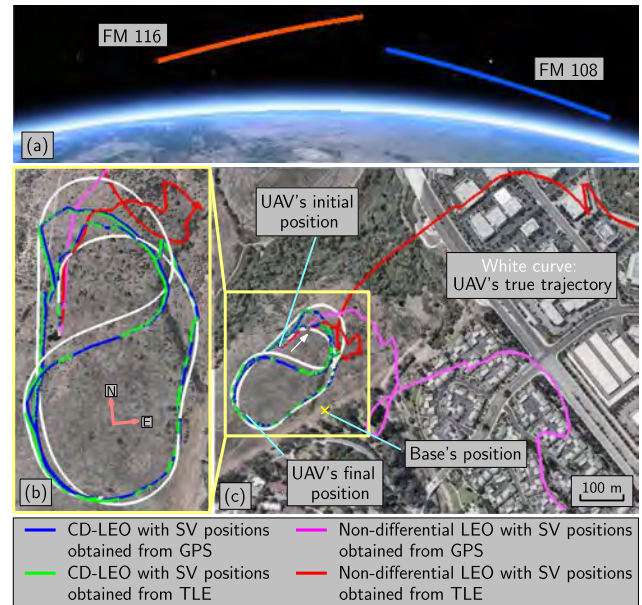 FM 116
FM 108
(a)
UAV's initial
position
White curve:
UAV's true trajectory
N
E
(b)
UAV's final
position
(c)
Base's position
100 m
CD-LEO with SV positions
obtained from GPS
CD-LEO with SV positions
obtained from TLE
Non-differential LEO with SV positions
obtained from GPS
Non-differential LEO with SV positions
obtained from TLE